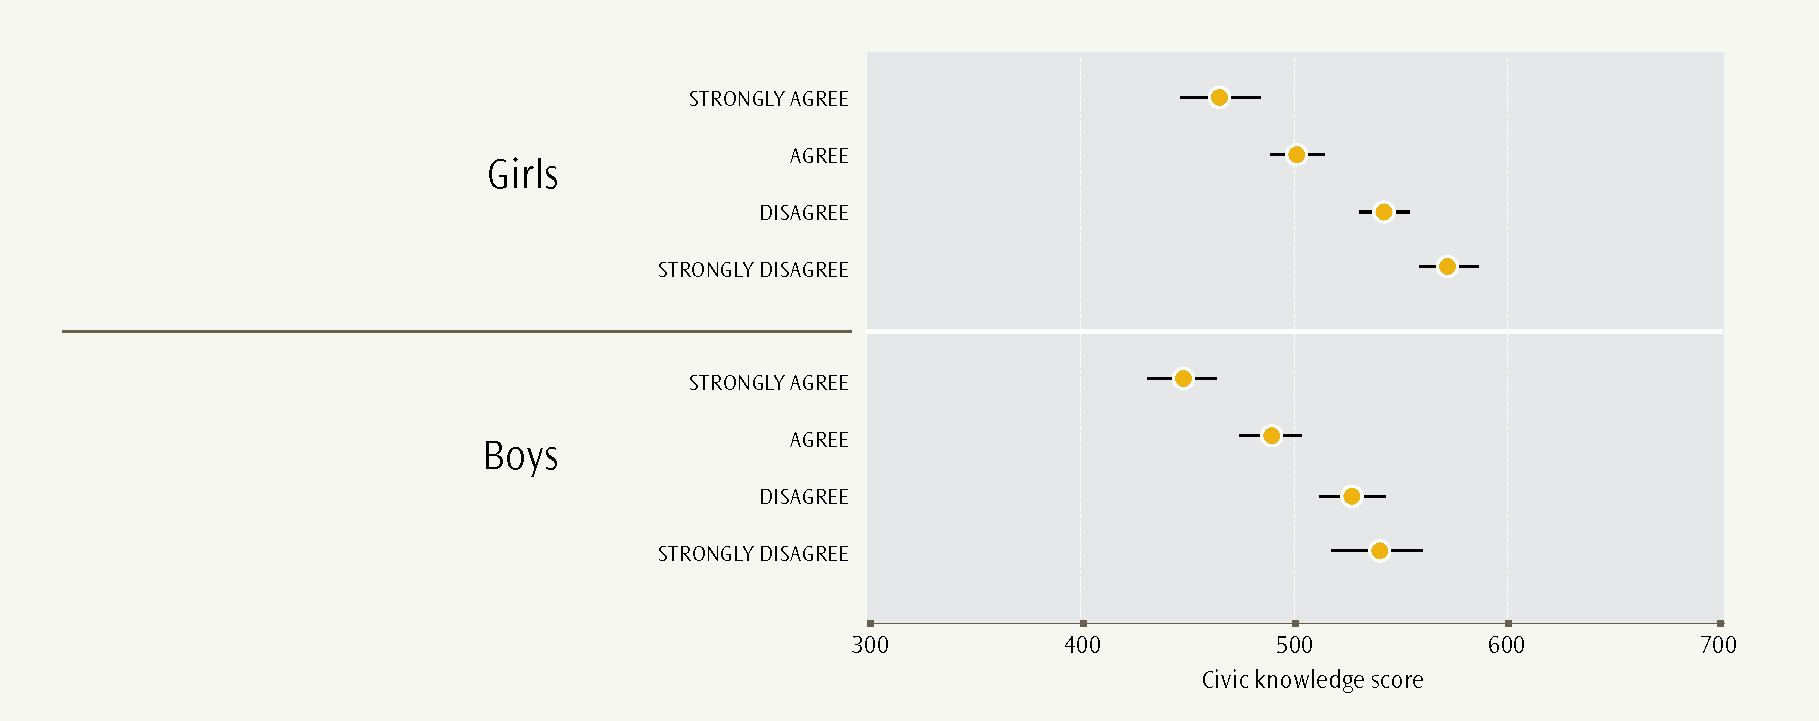 Girls
STRONGLY AGREE
AGREE
DISAGREE
STRONGLY DISAGREE
Boys
STRONGLY AGREE
AGREE
DISAGREE
STRONGLY DISAGREE
300 400 500 600 700
Civic knowledge score